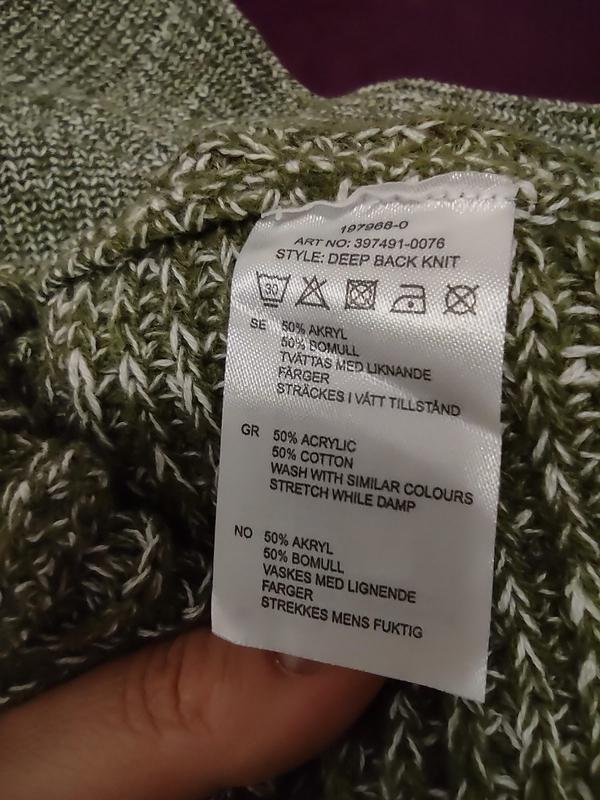 197968-0
ART NO: 397491-0076
STYLE: DEEP BACK KNIT
30
SE 50% AKRYL
50% BOMULL
TVÄTTAS MED LIKNANDE
FÄRGER
STRÄCKES I VÅTT TILLSTÅND
GR 50% ACRYLIC
50% COTTON
WASH WITH SIMILAR COLOURS
STRETCH WHILE DAMP
NO 50% AKRYL
50% BOMULL
VASKES MED LIGNENDE
FARGER
STREKKES MENS FUKTIG